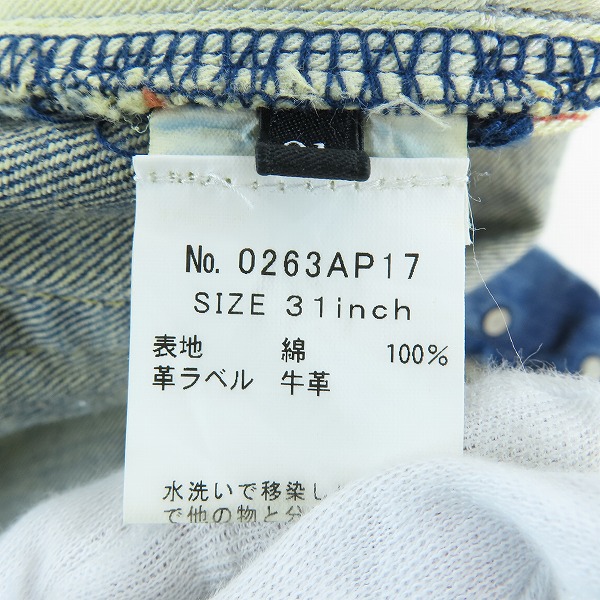 No. 0263AP17
SIZE 31inch
表地 綿 100%
革ラベル 牛革
水洗いで移染し
で他の物と分